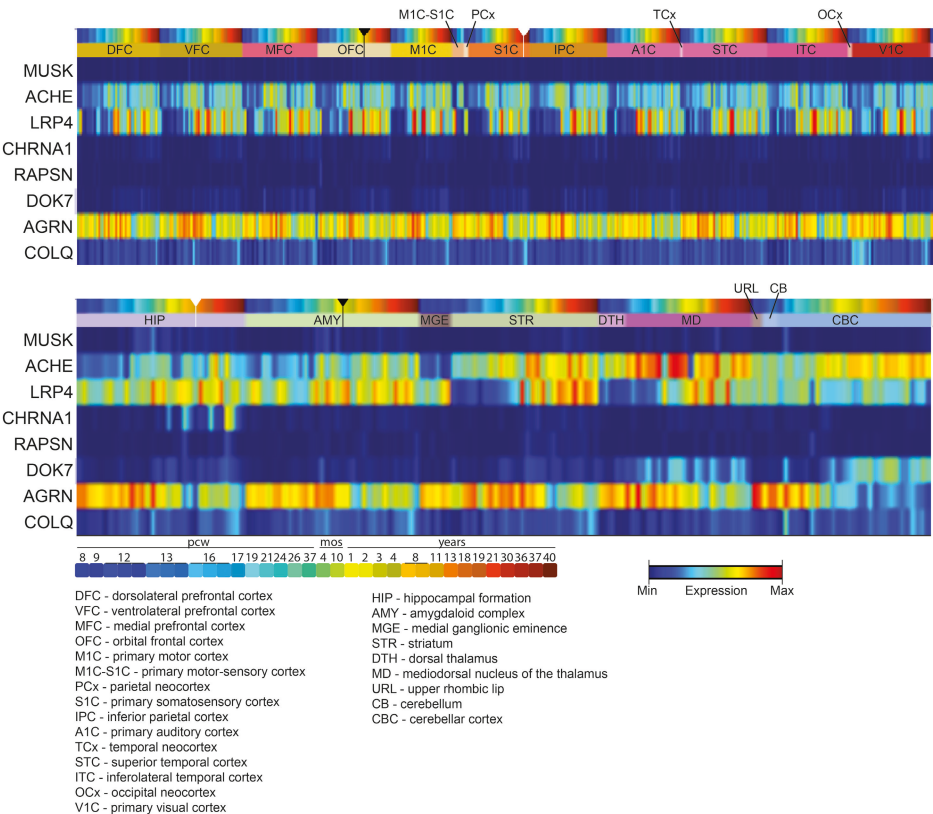 M1C-S1C PCx TCx OCx
DFC VFC MFC OFC M1C S1C IPC A1C STC ITC V1C
MUSK
ACHE
LRP4
CHRNA1
RAPSN
DOK7
AGRN
COLQ
URL CB
HIP AMY MGE STR DTH MD CBC
MUSK
ACHE
LRP4
CHRNA1
RAPSN
DOK7
AGRN
COLQ
pcw mos years
8 9 12 13 16 17 19 21 24 26 37 4 10 1 2 3 4 8 11 13 18 19 21 30 36 37 40
Min Expression Max
DFC - dorsolateral prefrontal cortex
VFC - ventrolateral prefrontal cortex
MFC - medial prefrontal cortex
OFC - orbital frontal cortex
M1C - primary motor cortex
M1C-S1C - primary motor-sensory cortex
PCx - parietal neocortex
S1C - primary somatosensory cortex
IPC - inferior parietal cortex
A1C - primary auditory cortex
TCx - temporal neocortex
STC - superior temporal cortex
ITC - inferolateral temporal cortex
OCx - occipital neocortex
V1C - primary visual cortex
HIP - hippocampal formation
AMY - amygdaloid complex
MGE - medial ganglionic eminence
STR - striatum
DTH - dorsal thalamus
MD - mediodorsal nucleus of the thalamus
URL - upper rhombic lip
CB - cerebellum
CBC - cerebellar cortex